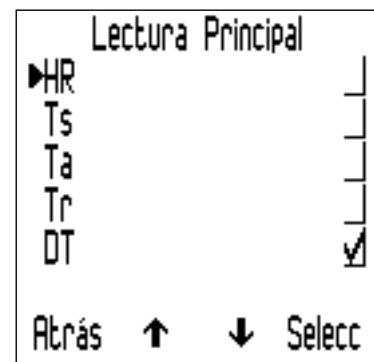 Lectura Principal
HR
Ts
Ta
Tr
DT
Atrás ↑ ↓ Selecc